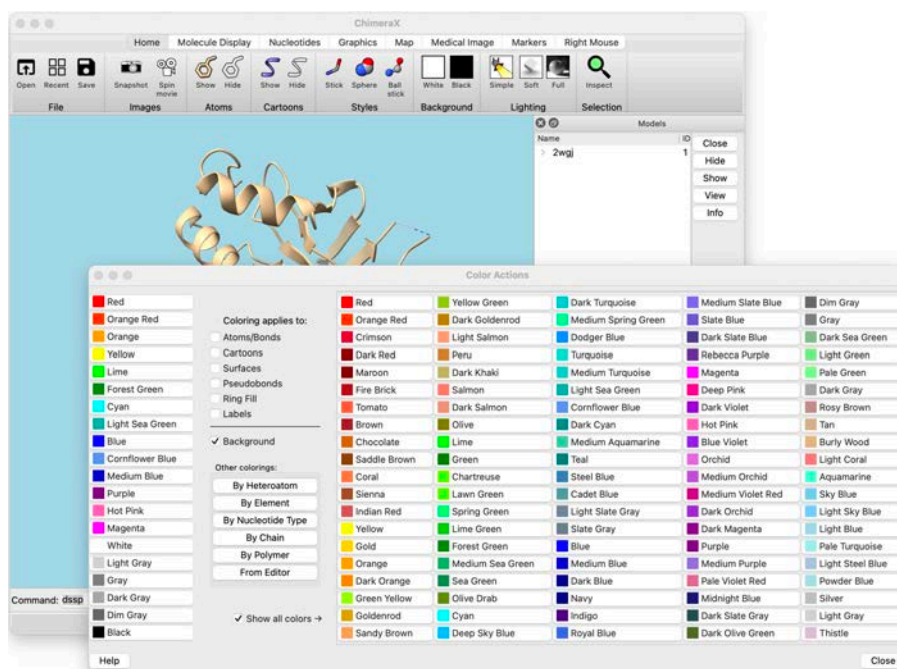 ChimeraX
Home Molecule Display Nucleotides Graphics Map Medical Image Markers Right Mouse
Open Recent Save Snapshot Spin movie Show Hide Show Hide Stick Sphere Ball stick White Black Simple Soft Full Inspect
File Images Atoms Cartoons Styles Background Lighting Selection
Models
Name ID
2wgj 1
Close
Hide
Show
View
Info
Command: dssp
Color Actions
Red
Orange Red
Orange
Yellow
Lime
Forest Green
Cyan
Light Sea Green
Blue
Cornflower Blue
Medium Blue
Purple
Hot Pink
Magenta
White
Light Gray
Gray
Dark Gray
Dim Gray
Black
Coloring applies to:
Atoms/Bonds
Cartoons
Surfaces
Pseudobonds
Ring Fill
Labels
Background
Other colorings:
By Heteroatom
By Element
By Nucleotide Type
By Chain
By Polymer
From Editor
Show all colors →
Red
Orange Red
Crimson
Dark Red
Maroon
Fire Brick
Tomato
Brown
Chocolate
Saddle Brown
Coral
Sienna
Indian Red
Yellow
Gold
Orange
Dark Orange
Green Yellow
Goldenrod
Sandy Brown
Yellow Green
Dark Goldenrod
Light Salmon
Peru
Dark Khaki
Salmon
Dark Salmon
Olive
Lime
Green
Chartreuse
Lawn Green
Spring Green
Lime Green
Forest Green
Medium Sea Green
Sea Green
Olive Drab
Cyan
Deep Sky Blue
Dark Turquoise
Medium Spring Green
Dodger Blue
Turquoise
Medium Turquoise
Light Sea Green
Cornflower Blue
Dark Cyan
Medium Aquamarine
Teal
Steel Blue
Cadet Blue
Light Slate Gray
Slate Gray
Blue
Medium Blue
Dark Blue
Navy
Indigo
Royal Blue
Medium Slate Blue
Slate Blue
Dark Slate Blue
Rebecca Purple
Magenta
Deep Pink
Dark Violet
Hot Pink
Blue Violet
Orchid
Medium Orchid
Medium Violet Red
Dark Orchid
Dark Magenta
Purple
Medium Purple
Pale Violet Red
Midnight Blue
Dark Slate Gray
Dark Olive Green
Dim Gray
Gray
Dark Sea Green
Light Green
Pale Green
Dark Gray
Rosy Brown
Tan
Burly Wood
Light Coral
Aquamarine
Sky Blue
Light Sky Blue
Light Blue
Pale Turquoise
Light Steel Blue
Powder Blue
Silver
Light Gray
Thistle
Help
Close